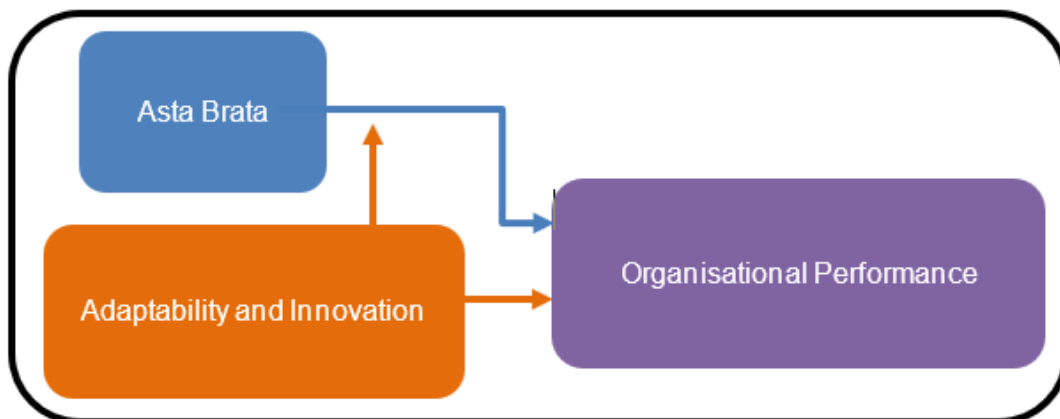 Asta Brata
Adaptability and Innovation
Organisational Performance